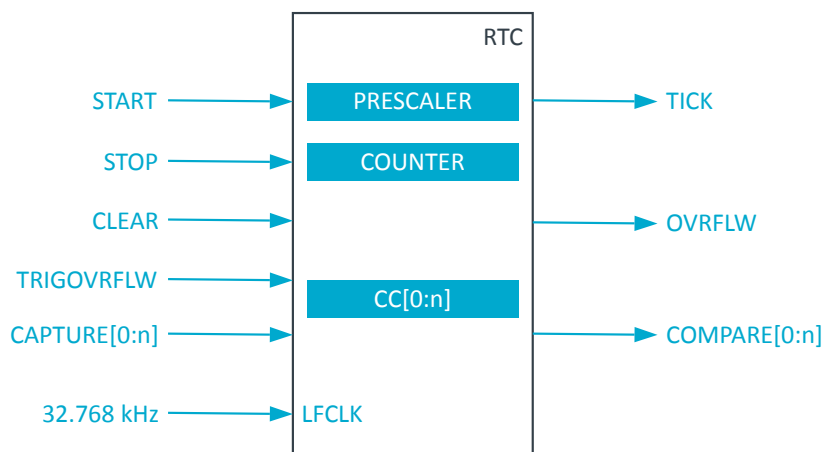 RTC
START
PRESCALER
TICK
STOP
COUNTER
CLEAR
OVRFLW
TRIGOVRFLW
CC[0:n]
CAPTURE[0:n]
COMPARE[0:n]
32.768 kHz
LFCLK